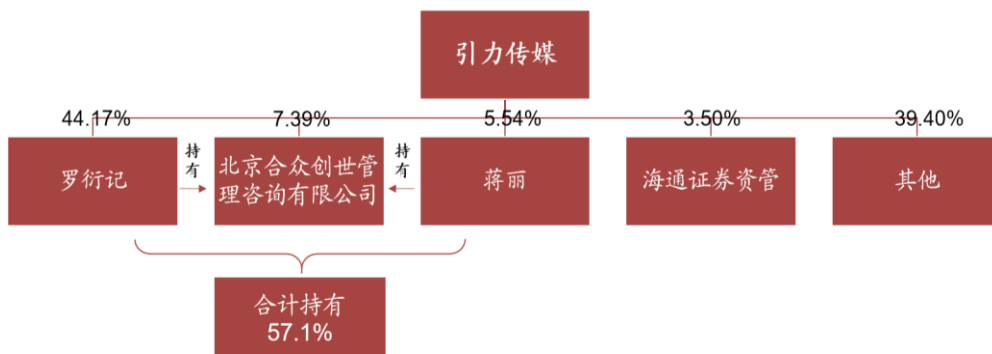 引力传媒
44.17%
7.39%
5.54%
3.50%
39.40%
罗衍记
持有
北京合众创世管
理咨询有限公司
持有
蒋丽
海通证券资管
其他
合计持有
57.1%